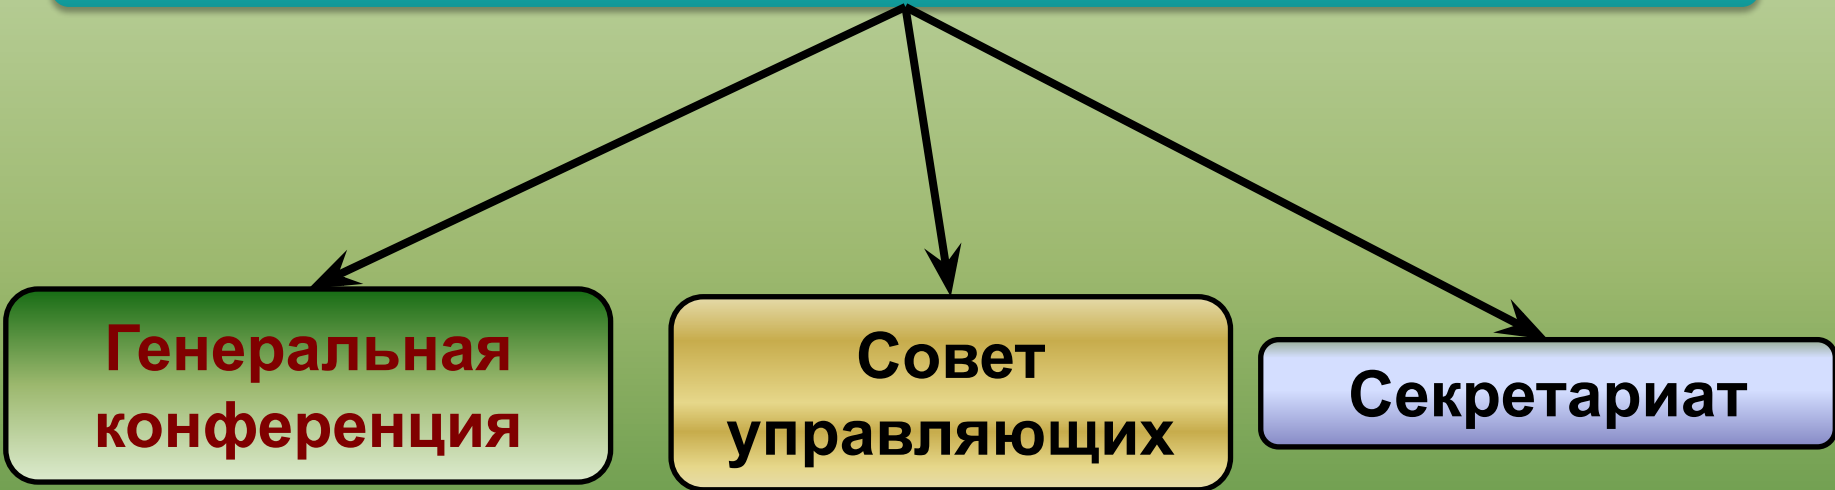 Генеральная
конференция
Совет
управляющих
Секретариат